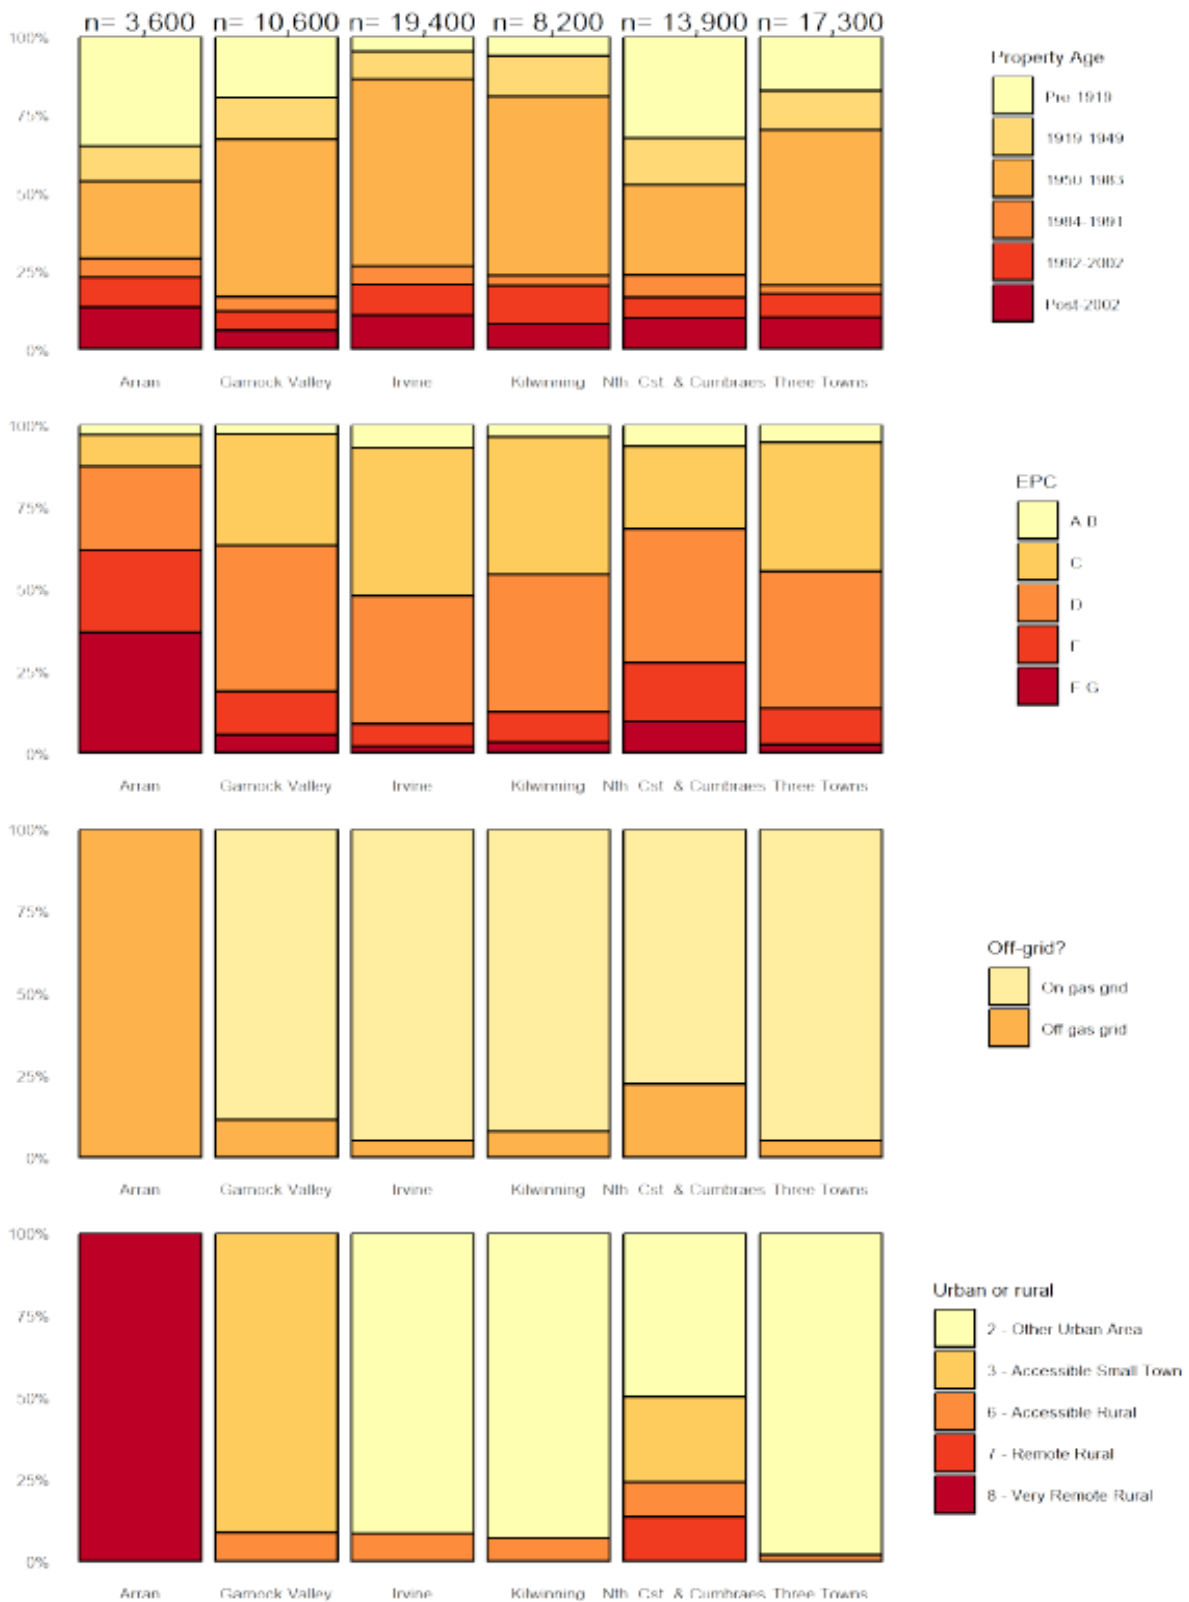 n= 3,600 n= 10,600 n= 19,400 n= 8,200 n= 13,900 n= 17,300
100%
75%
50%
25%
0%
Arran Garnock Valley Irvine Kilwinning Nth. Cst. & Cumbraes Three Towns
Property Age
Pre-1919
1919-1949
1950-1983
1984-1991
1992-2002
Post-2002
100%
75%
50%
25%
0%
Arran Garnock Valley Irvine Kilwinning Nth. Cst. & Cumbraes Three Towns
EPC
A-B
C
D
E
F-G
100%
75%
50%
25%
0%
Arran Garnock Valley Irvine Kilwinning Nth. Cst. & Cumbraes Three Towns
Off-grid?
On gas grid
Off gas grid
100%
75%
50%
25%
0%
Arran Garnock Valley Irvine Kilwinning Nth. Cst. & Cumbraes Three Towns
Urban or rural
2 - Other Urban Area
3 - Accessible Small Town
6 - Accessible Rural
7 - Remote Rural
8 - Very Remote Rural